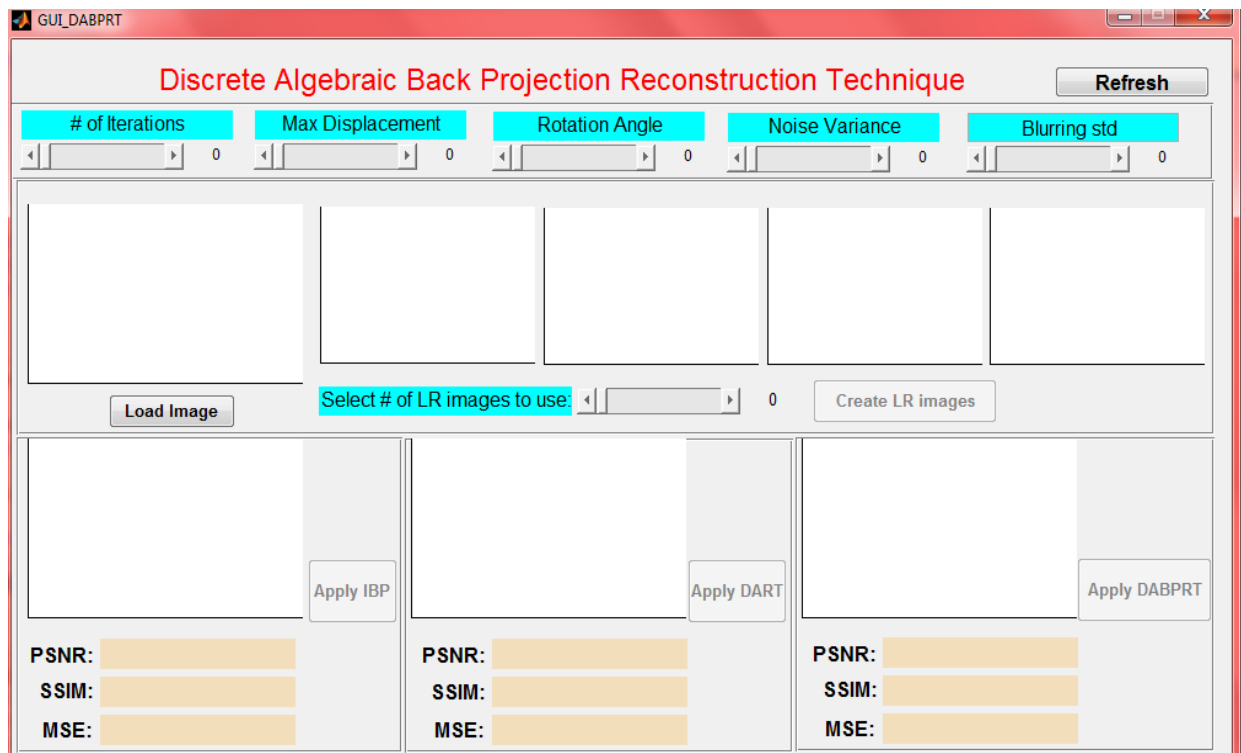 GUI_DABPRT
Discrete Algebraic Back Projection Reconstruction Technique
Refresh
# of Iterations Max Displacement Rotation Angle Noise Variance Blurring std
0 0 0 0 0
Load Image
Select # of LR images to use: 0
Create LR images
Apply IBP Apply DART Apply DABPRT
PSNR: PSNR: PSNR:
SSIM: SSIM: SSIM:
MSE: MSE: MSE: